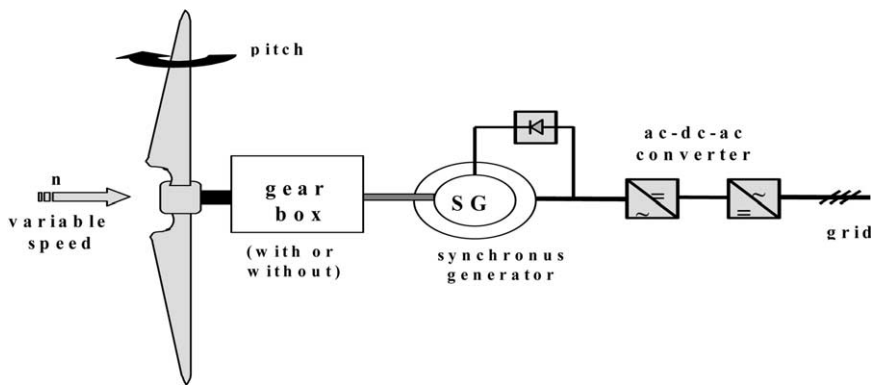 pitch
n
variable
speed
gear
box
(with or
without)
SG
synchronus
generator
ac-dc-ac
converter
grid